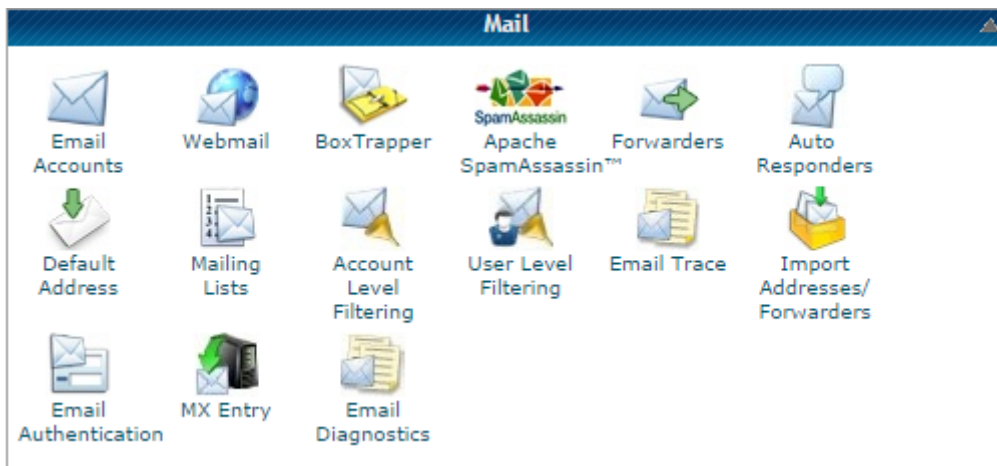 Mail
Email
Accounts
Webmail
BoxTrapper
SpamAssassin
Apache
SpamAssassin™
Forwarders
Auto
Responders
Default
Address
Mailing
Lists
Account
Level
Filtering
User Level
Filtering
Email Trace
Import
Addresses/
Forwarders
Email
Authentication
MX Entry
Email
Diagnostics